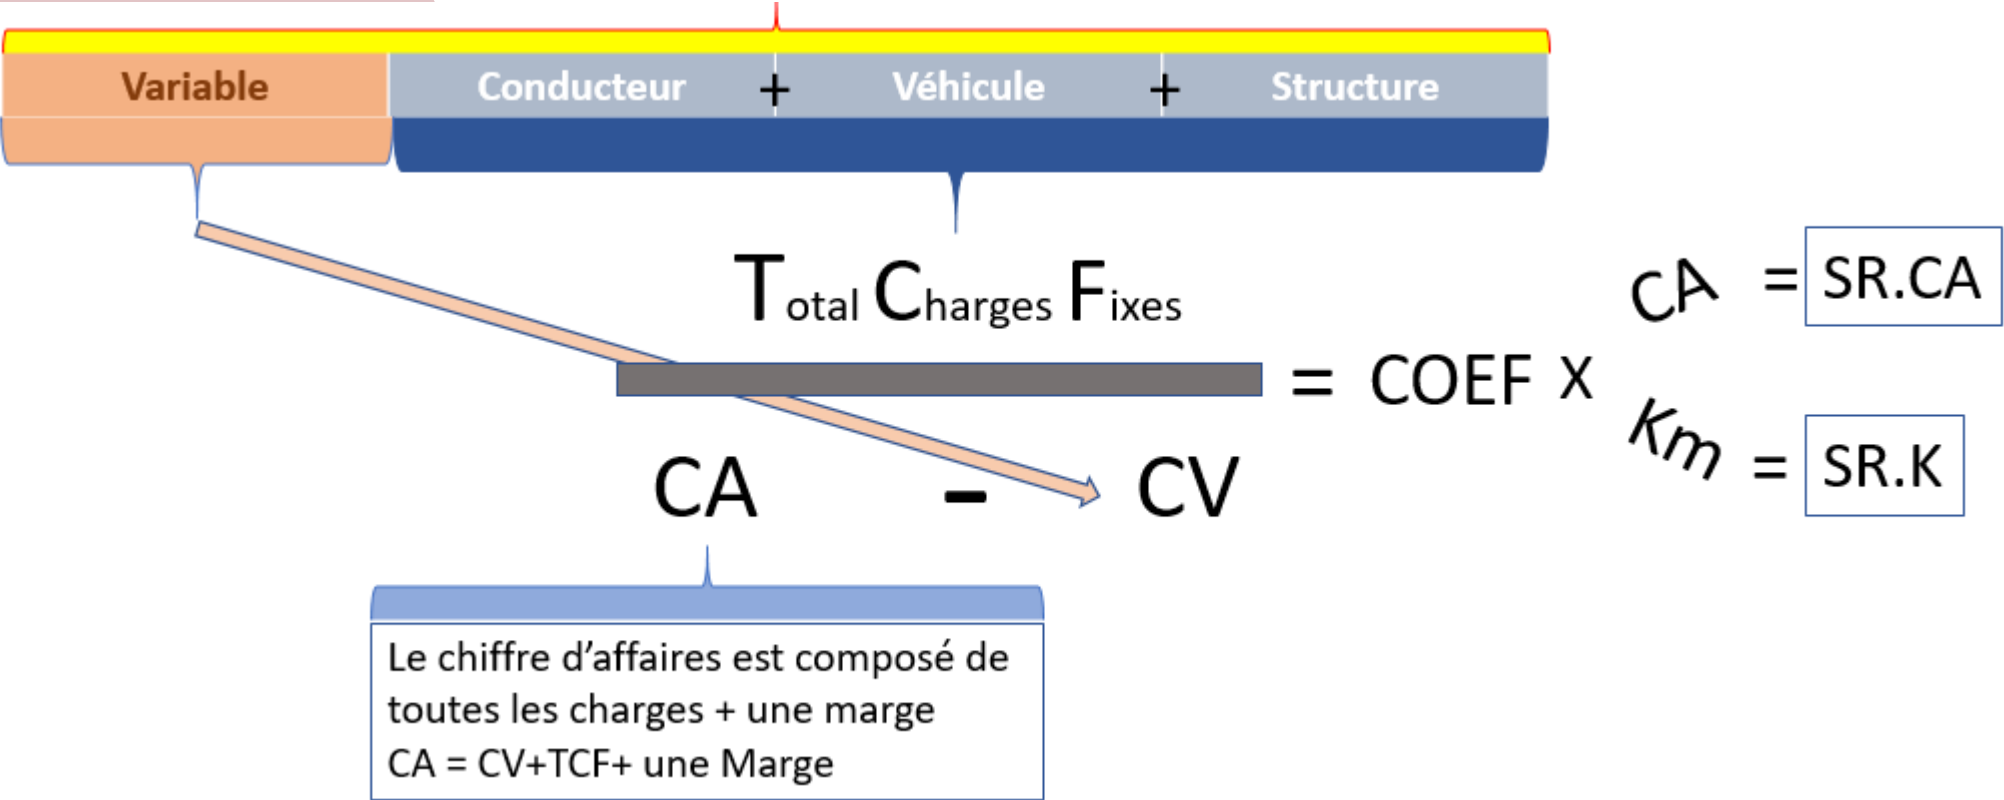 Variable Conducteur + Véhicule + Structure
Total Charges Fixes
CA = SR.CA
= COEF X
Km = SR.K
CA - CV
Le chiffre d’affaires est composé de
toutes les charges + une marge
CA = CV+TCF+ une Marge